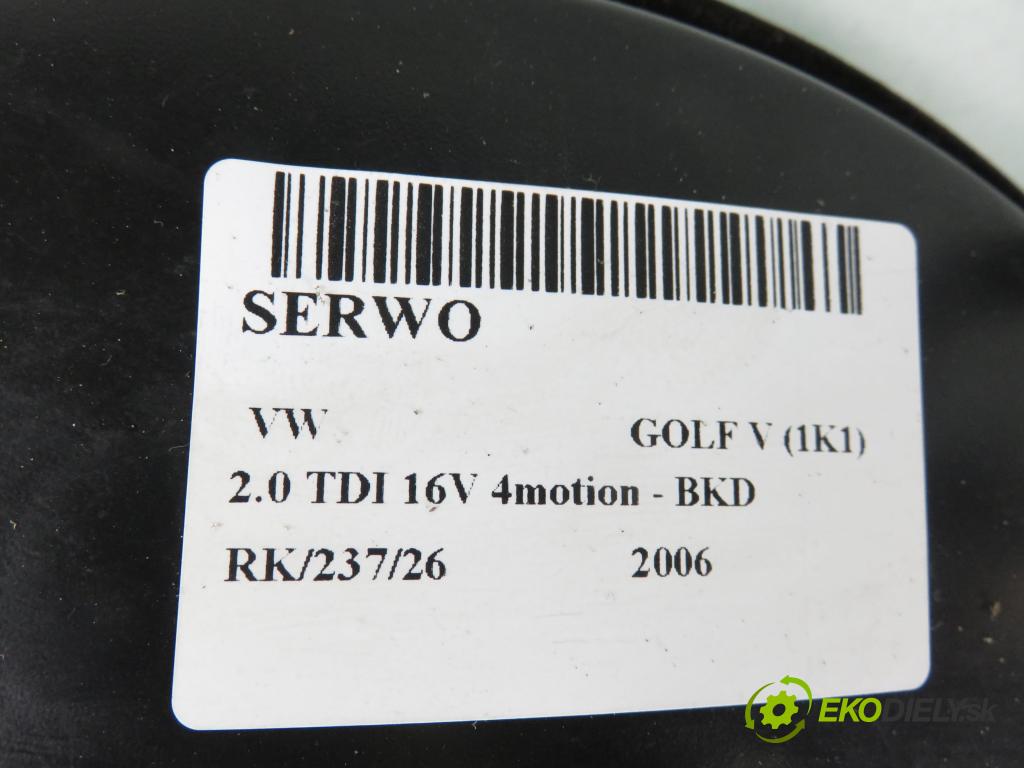 SERWO
VW GOLF V (1K1)
2.0 TDI 16V 4motion - BKD
RK/237/26 2006
EKODIELY.sk